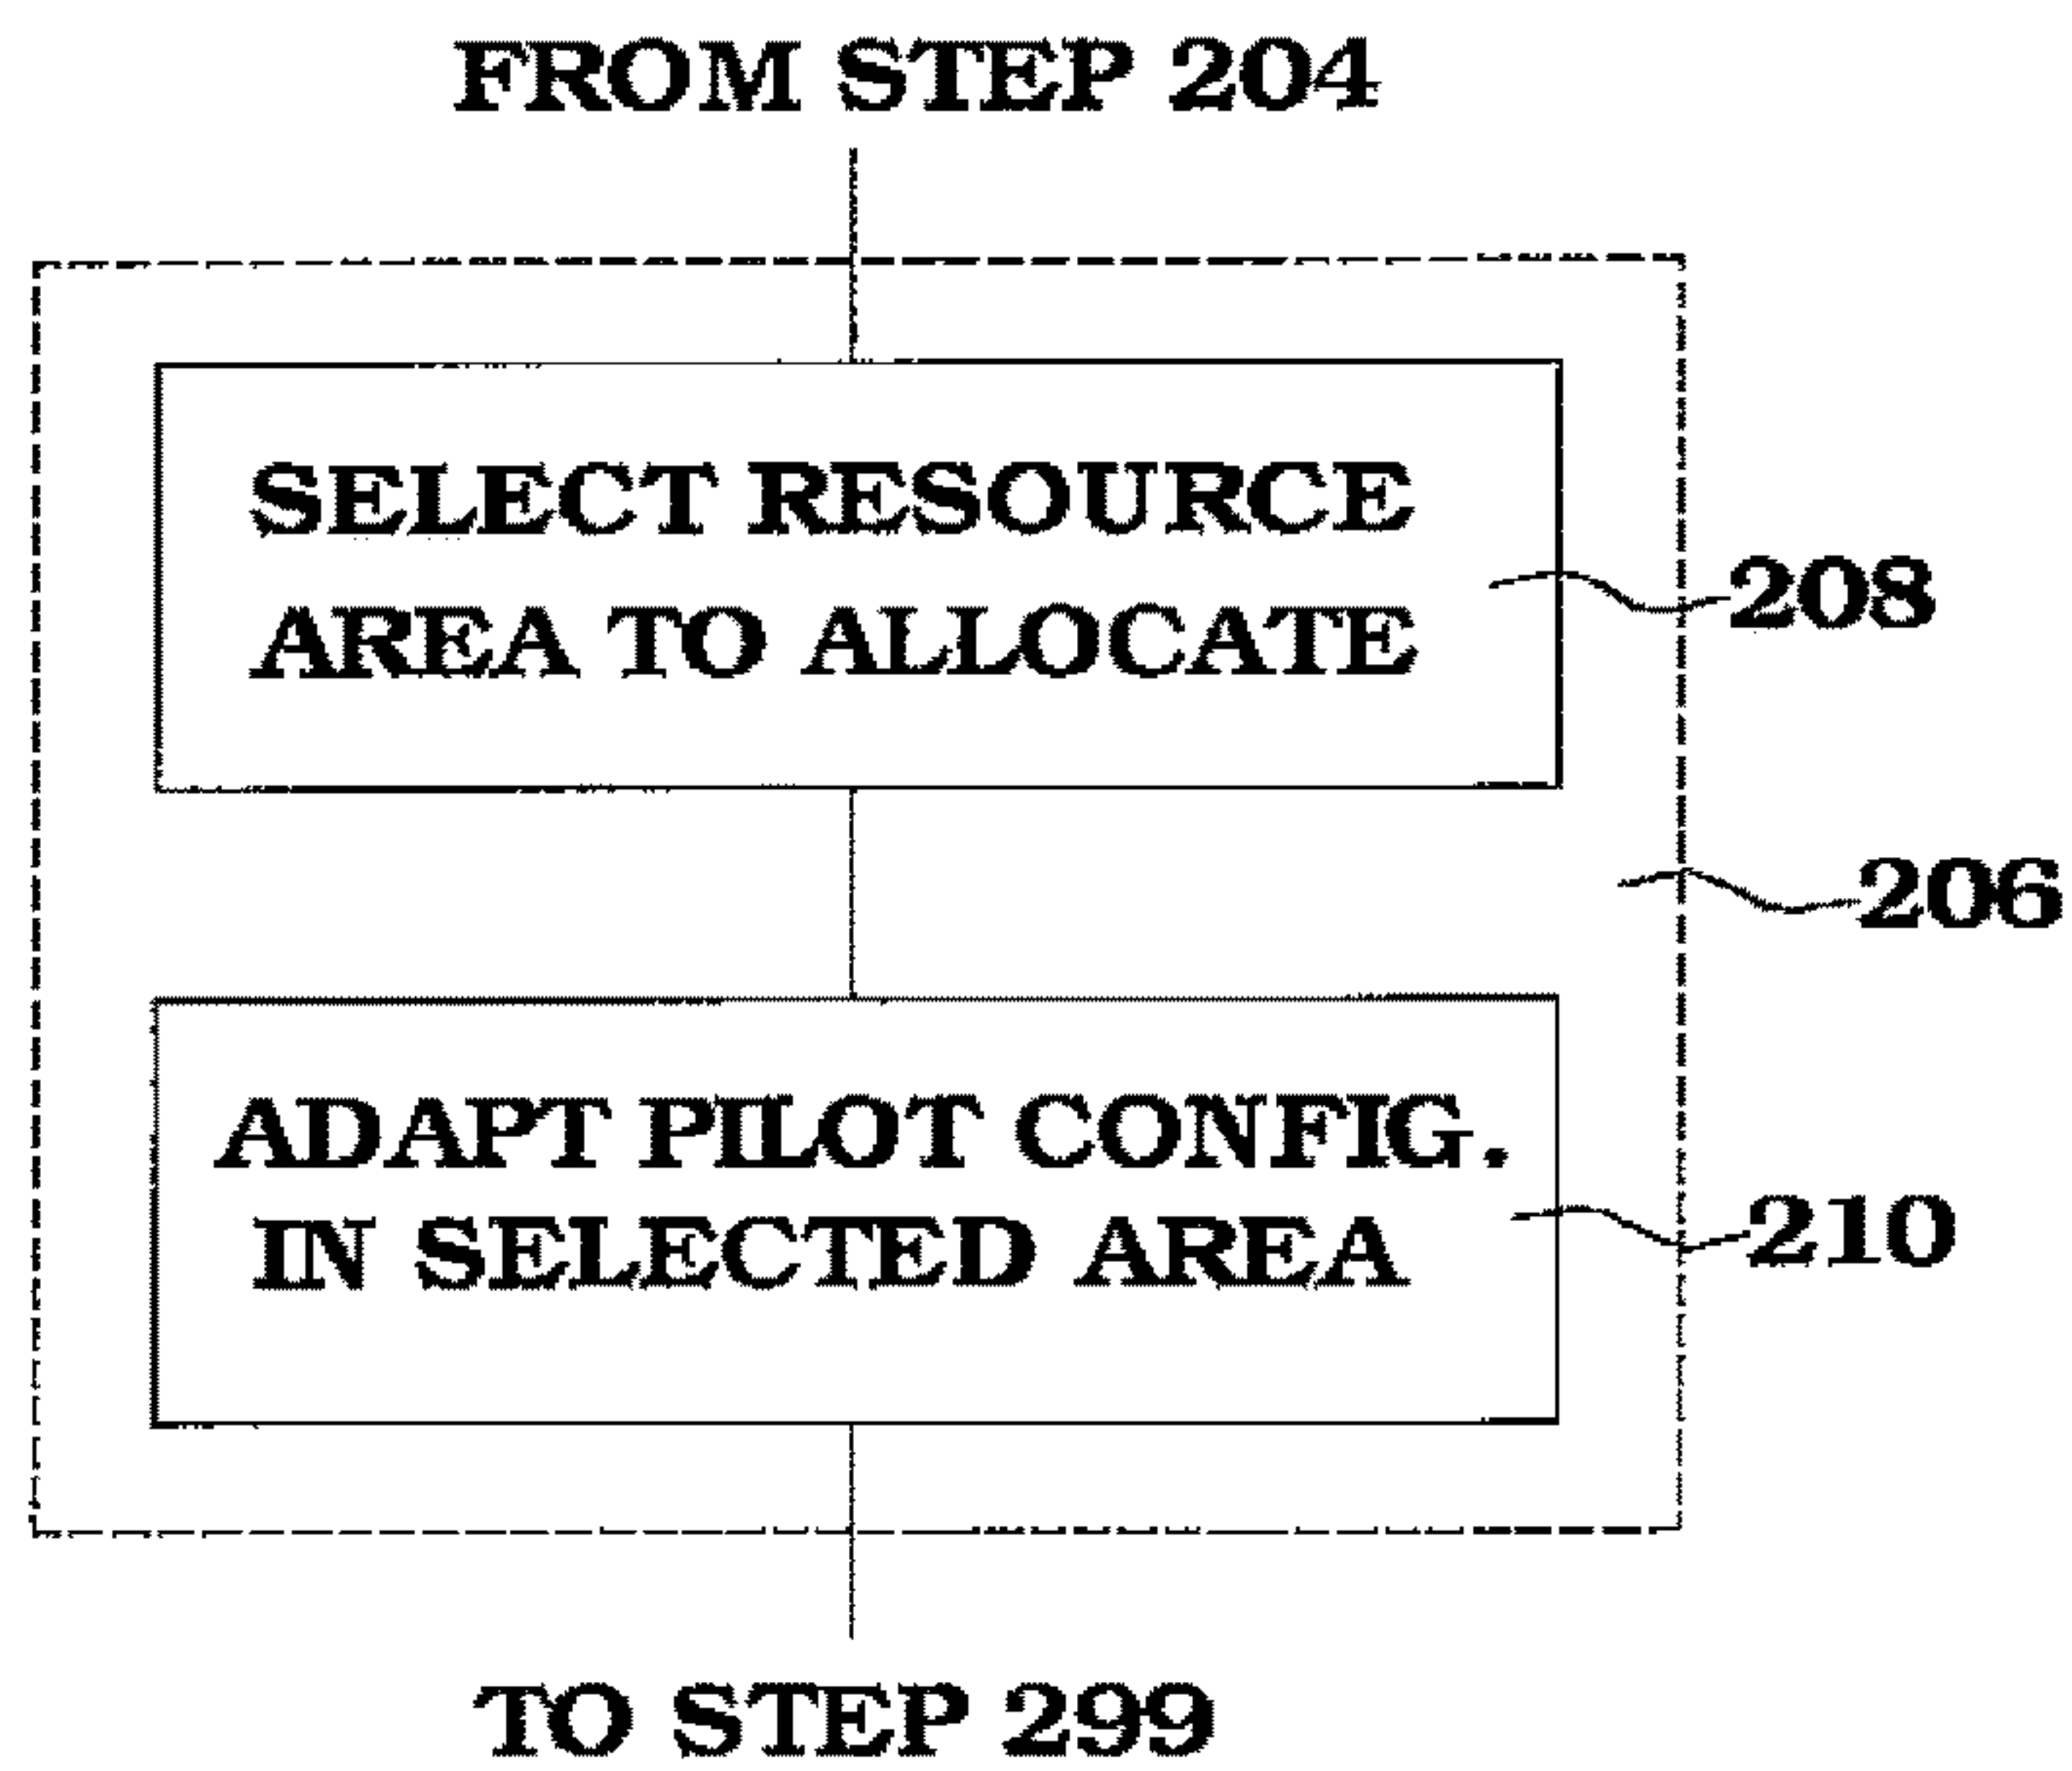 FROM STEP 204
SELECT RESOURCE
AREA TO ALLOCATE
208
206
ADAPT PILOT CONFIG.
IN SELECTED AREA
210
TO STEP 299